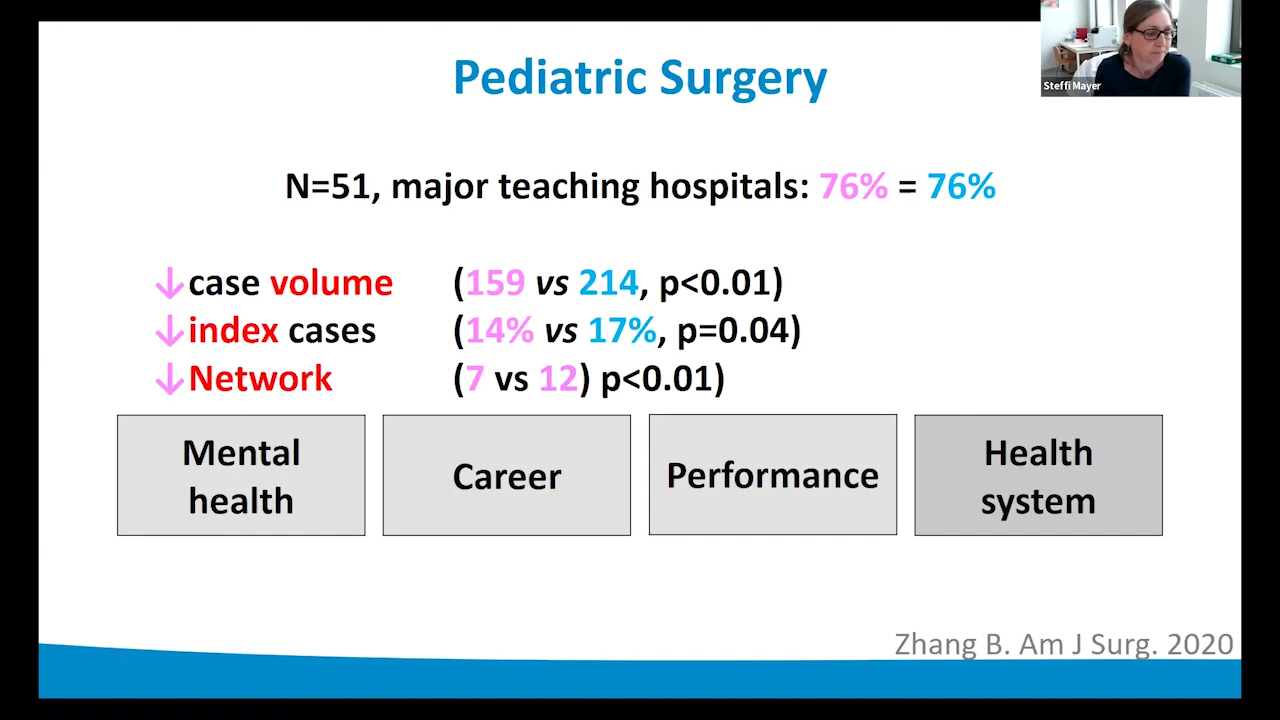 Pediatric Surgery
Steffi Mayer
N=51, major teaching hospitals: 76% = 76%
↓case volume (159 vs 214, p<0.01)
↓index cases (14% vs 17%, p=0.04)
↓Network (7 vs 12) p<0.01)
Mental
health
Career
Performance
Health
system
Zhang B. Am J Surg. 2020